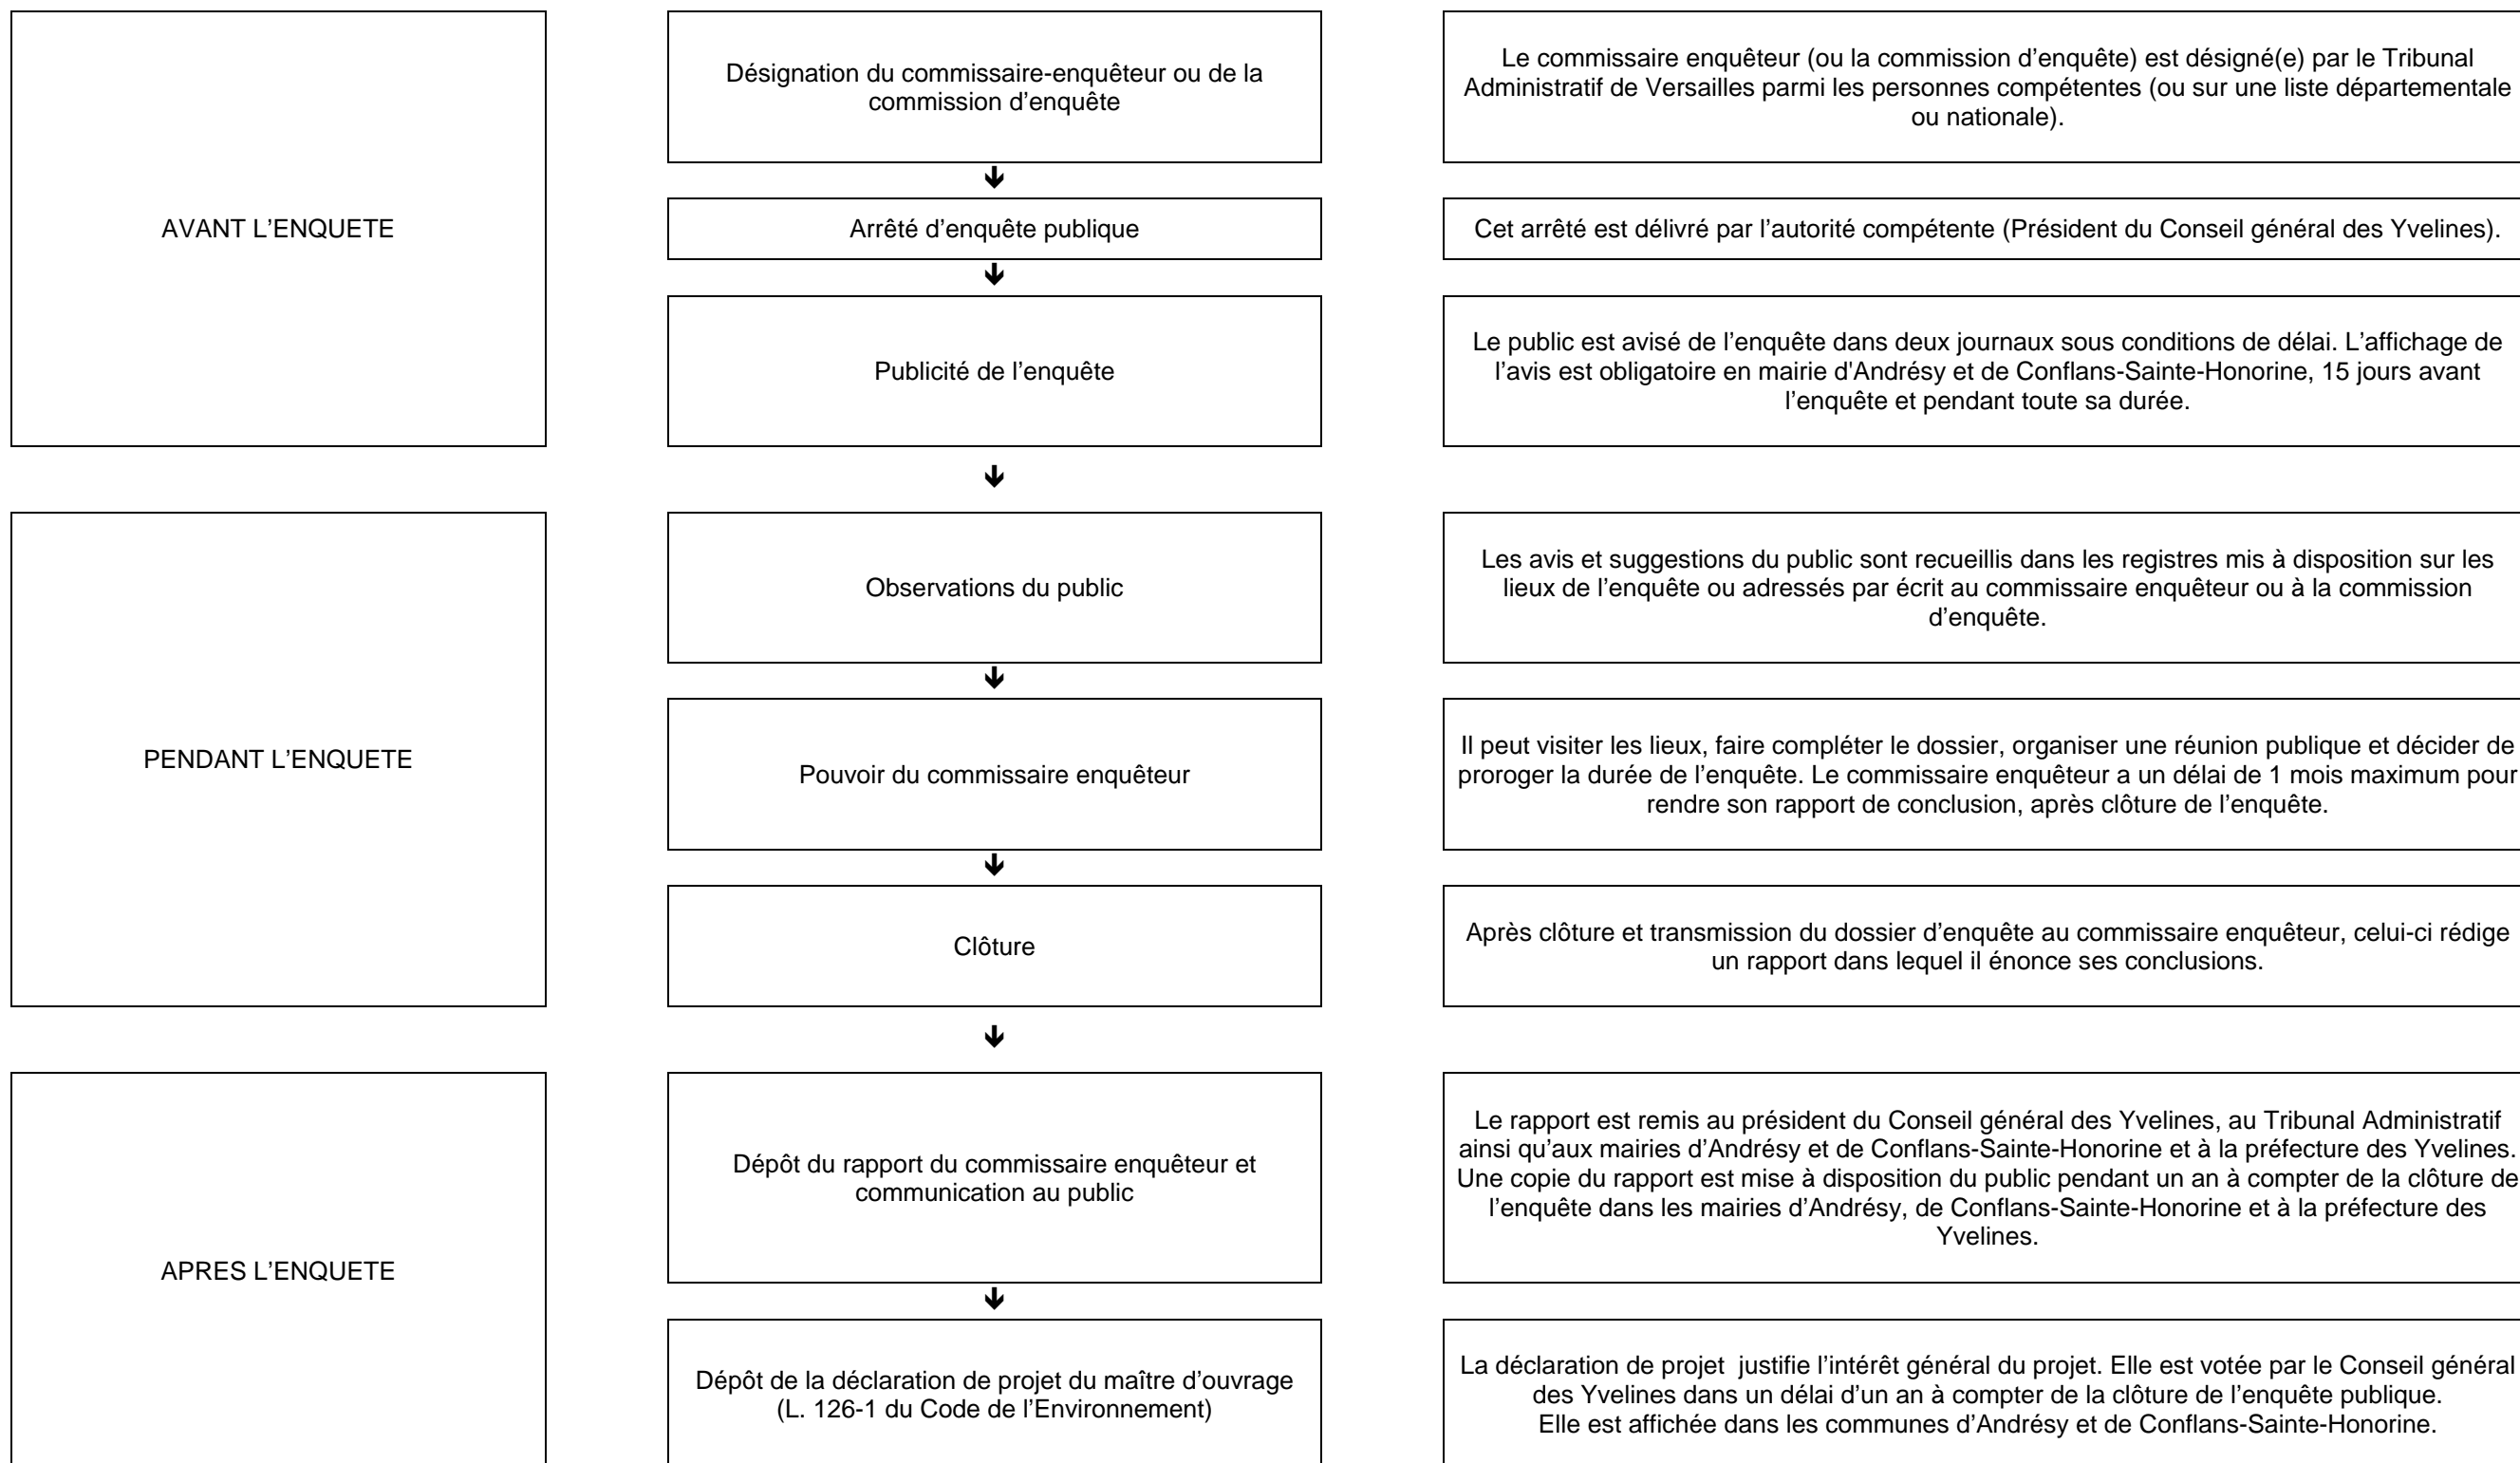 AVANT L'ENQUETE
Désignation du commissaire-enquêteur ou de la
commission d’enquête
Le commissaire enquêteur (ou la commission d’enquête) est désigné(e) par le Tribunal
Administratif de Versailles parmi les personnes compétentes (ou sur une liste départementale
ou nationale).
Arrêté d’enquête publique
Cet arrêté est délivré par l’autorité compétente (Président du Conseil général des Yvelines).
Publicité de l’enquête
Le public est avisé de l’enquête dans deux journaux sous conditions de délai. L’affichage de
l’avis est obligatoire en mairie d'Andrésy et de Conflans-Sainte-Honorine, 15 jours avant
l’enquête et pendant toute sa durée.
PENDANT L’ENQUETE
Observations du public
Les avis et suggestions du public sont recueillis dans les registres mis à disposition sur les
lieux de l’enquête ou adressés par écrit au commissaire enquêteur ou à la commission
d’enquête.
Pouvoir du commissaire enquêteur
Il peut visiter les lieux, faire compléter le dossier, organiser une réunion publique et décider de
proroger la durée de l’enquête. Le commissaire enquêteur a un délai de 1 mois maximum pour
rendre son rapport de conclusion, après clôture de l’enquête.
Clôture
Après clôture et transmission du dossier d’enquête au commissaire enquêteur, celui-ci rédige
un rapport dans lequel il énonce ses conclusions.
APRES L’ENQUETE
Dépôt du rapport du commissaire enquêteur et
communication au public
Le rapport est remis au président du Conseil général des Yvelines, au Tribunal Administratif
ainsi qu’aux mairies d’Andrésy et de Conflans-Sainte-Honorine et à la préfecture des Yvelines.
Une copie du rapport est mise à disposition du public pendant un an à compter de la clôture de
l’enquête dans les mairies d’Andrésy, de Conflans-Sainte-Honorine et à la préfecture des
Yvelines.
Dépôt de la déclaration de projet du maître d’ouvrage
(L. 126-1 du Code de l’Environnement)
La déclaration de projet justifie l’intérêt général du projet. Elle est votée par le Conseil général
des Yvelines dans un délai d’un an à compter de la clôture de l’enquête publique.
Elle est affichée dans les communes d’Andrésy et de Conflans-Sainte-Honorine.